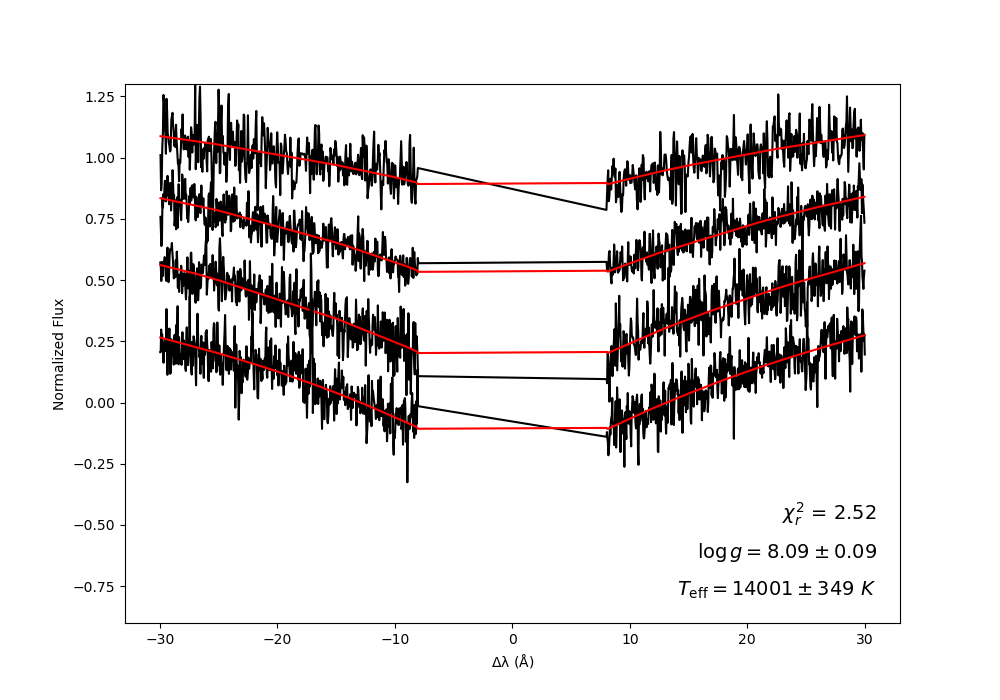 1.25
1.00
0.75
0.50
0.25
0.00
−0.25
−0.50
−0.75
Normalized Flux
χ²ᵣ = 2.52
log g = 8.09 ± 0.09
T_eff = 14001 ± 349 K
−30 −20 −10 0 10 20 30
Δλ (Å)